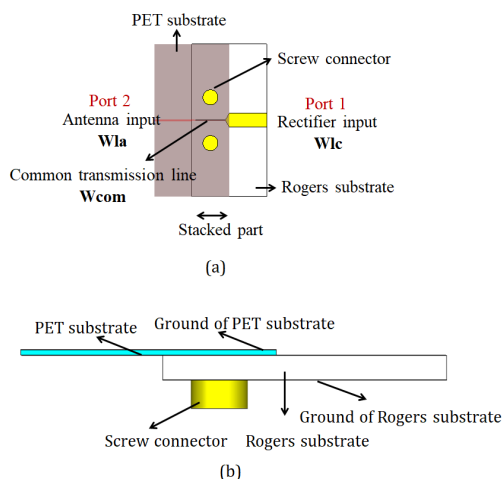 PET substrate
Screw connector
Port 2
Antenna input
Wla
Port 1
Rectifier input
Wlc
Common transmission line
Wcom
Rogers substrate
Stacked part
(a)
PET substrate
Ground of PET substrate
Ground of Rogers substrate
Screw connector
Rogers substrate
(b)